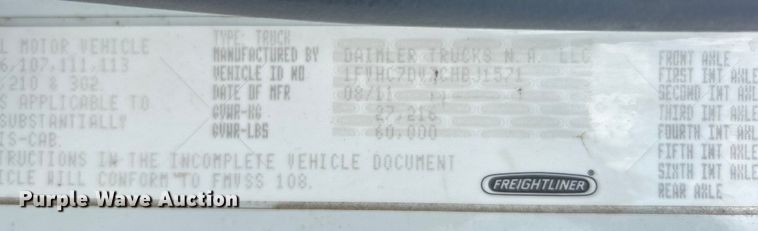 TYPE: TRUCK
L MOTOR VEHICLE MANUFACTURED BY DAIMLER TRUCKS N.A. LLC FRONT AXLE
6,107,111,113 VEHICLE ID NO. FIRST INT AXLE
210 & 302 DATE OF MFR 08/11 SECOND INT AXLE
S APPLICABLE TO GVWR-KG 27,216 THIRD INT AXLE
SUBSTANTIALLY GVWR-LBS 60,000 FOURTH INT AXLE
IS-CAB. FIFTH INT AXLE
TRUCTIONS IN THE INCOMPLETE VEHICLE DOCUMENT SIXTH INT AXLE
ICLE WILL CONFORM TO FMVSS 108. FREIGHTLINER REAR AXLE
Purple Wave Auction